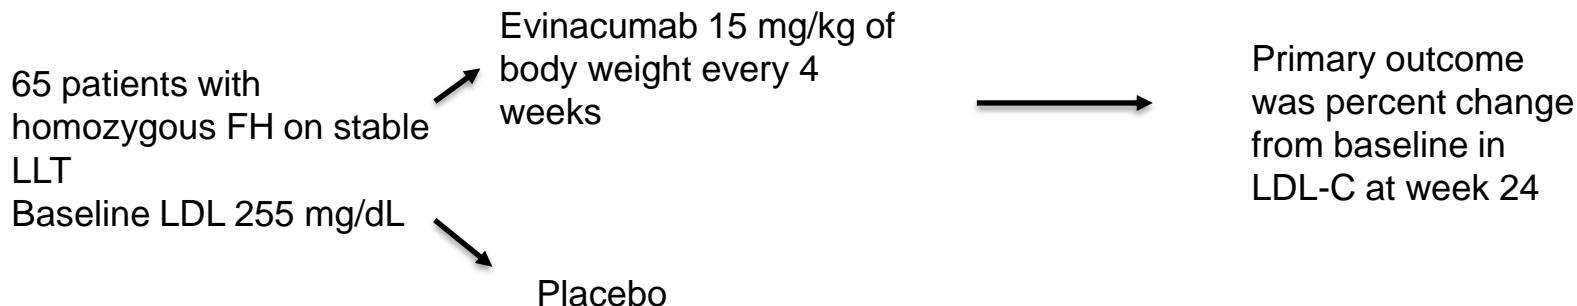 65 patients with
homozygous FH on stable
LLT
Baseline LDL 255 mg/dL
Evinacumab 15 mg/kg of
body weight every 4
weeks
Placebo
Primary outcome
was percent change
from baseline in
LDL-C at week 24